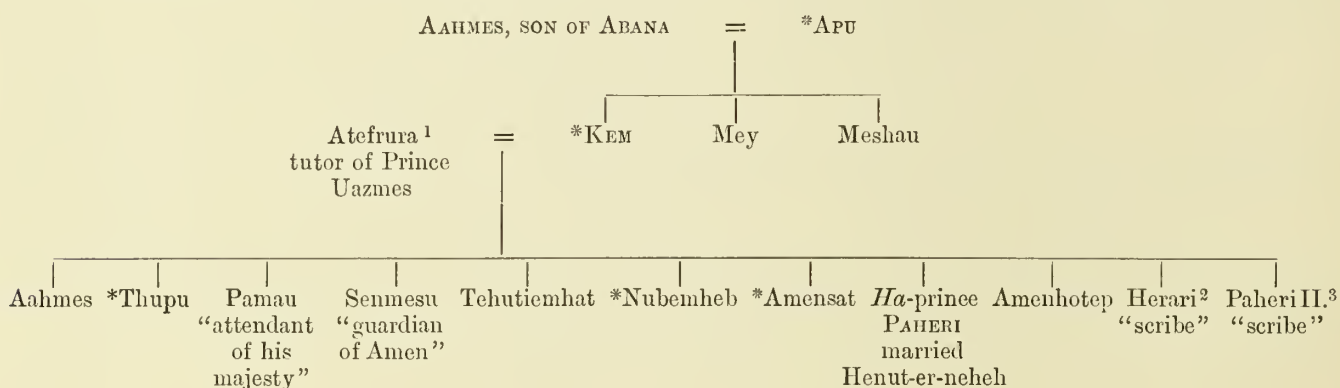 AAHMES, SON OF ABANA = *APU
Atefrura 1 = *KEM Mey Meshau
tutor of Prince
Uazmes
Aahmes *Thupu Pamau Senmesu Tehutiemhat *Nubemheb *Amensat Ha-prince Amenhotep Herari 2 Paheri II. 3
"attendant "guardian PAHERI "scribe" "scribe"
of his of Amen" married
majesty" Henut-er-neheh